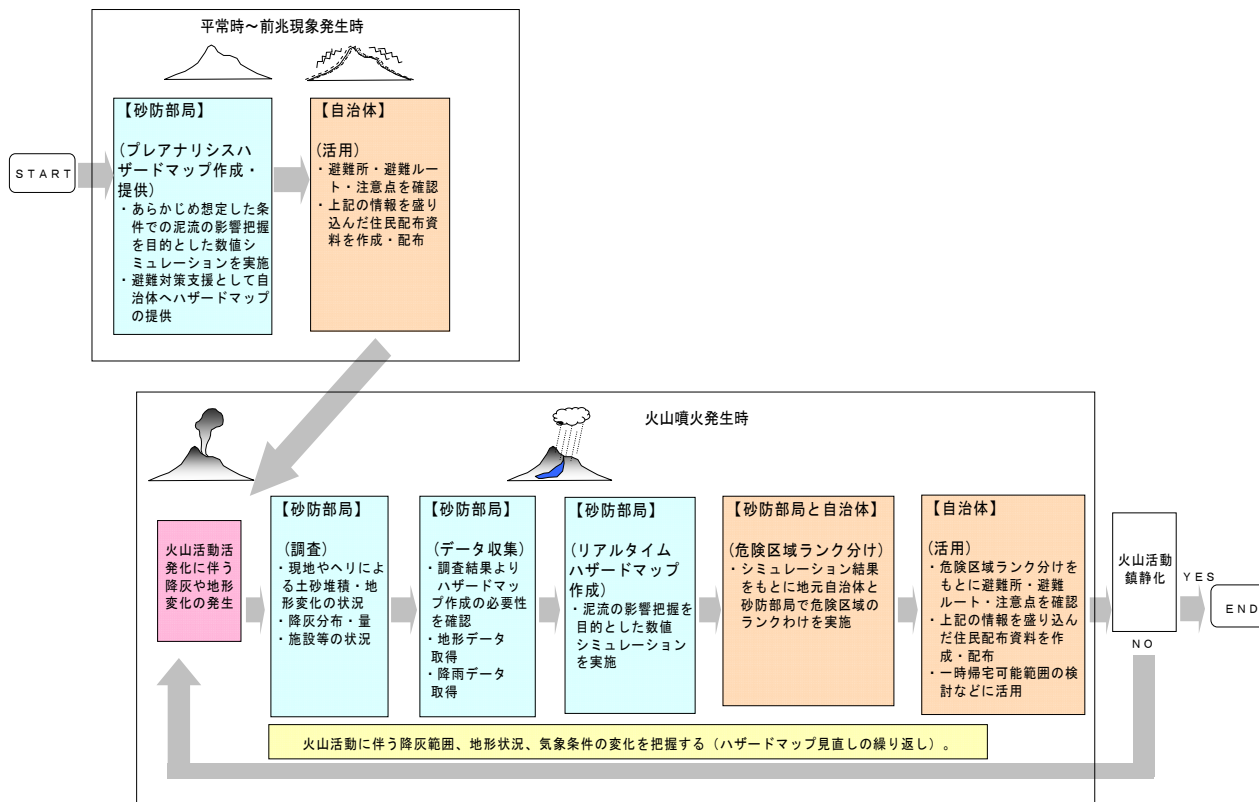 平常時～前兆現象発生時
START
【砂防部局】
(プレアナリシスハ
ザードマップ作成・
提供)
・あらかじめ想定した条
件での泥流の影響把握
を目的とした数値シ
ミュレーションを実施
・避難対策支援として自
治体へハザードマップ
の提供
【自治体】
(活用)
・避難所・避難ルー
ト・注意点を確認
・上記の情報を盛り
込んだ住民配布資
料を作成・配布
火山噴火発生時
火山活動活
発化に伴う
降灰や地形
変化の発生
【砂防部局】
(調査)
・現地やヘリによ
る土砂堆積・地
形変化の状況
・降灰分布・量
・施設等の状況
【砂防部局】
(データ収集)
・調査結果より
ハザードマッ
プ作成の必要性
を確認
・地形データ
取得
・降雨データ
取得
【砂防部局】
(リアルタイム
ハザードマップ
作成)
・泥流の影響把握を
目的とした数値
シミュレーション
を実施
【砂防部局と自治体】
(危険区域ランク分け)
・シミュレーション結果
をもとに地元自治体と
砂防部局で危険区域の
ランクわけを実施
【自治体】
(活用)
・危険区域ランク分けを
もとに避難所・避難
ルート・注意点を確認
・上記の情報を盛り込ん
だ住民配布資料を作
成・配布
・一時帰宅可能範囲の検
討などに活用
火山活動
鎮静化
YES
END
NO
火山活動に伴う降灰範囲、地形状況、気象条件の変化を把握する（ハザードマップ見直しの繰り返し）。